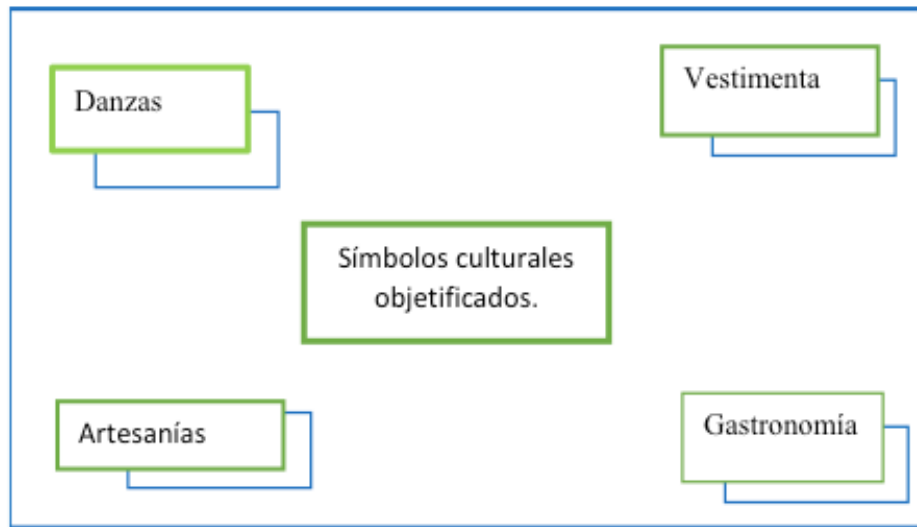 Danzas
Vestimenta
Símbolos culturales
objetificados.
Artesanías
Gastronomía